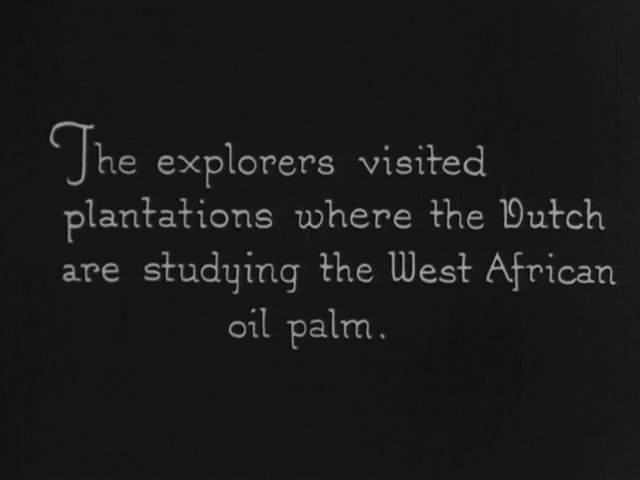 The explorers visited
plantations where the Dutch
are studying the West African
oil palm.